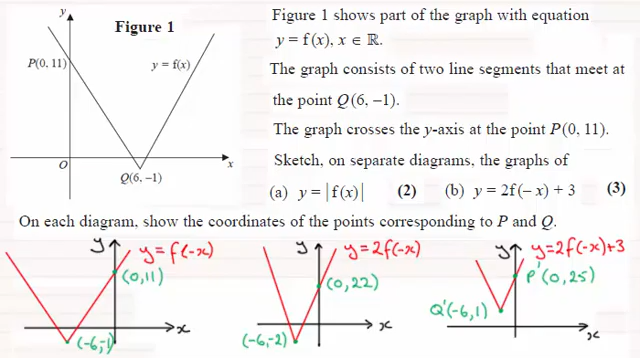 Figure 1
y
P(0, 11)
y = f(x)
O
x
Q(6, −1)
Figure 1 shows part of the graph with equation
y = f(x), x ∈ ℝ.
The graph consists of two line segments that meet at
the point Q(6, −1).
The graph crosses the y-axis at the point P(0, 11).
Sketch, on separate diagrams, the graphs of
(a) y = |f(x)| (2) (b) y = 2f(− x) + 3 (3)
On each diagram, show the coordinates of the points corresponding to P and Q.
y y=f(-x)
(0,11)
x
(-6,-1)
y y=2f(-x)
(0,22)
x
(-6,-2)
y y=2f(-x)+3
P'(0,25)
Q'(-6,1)
x